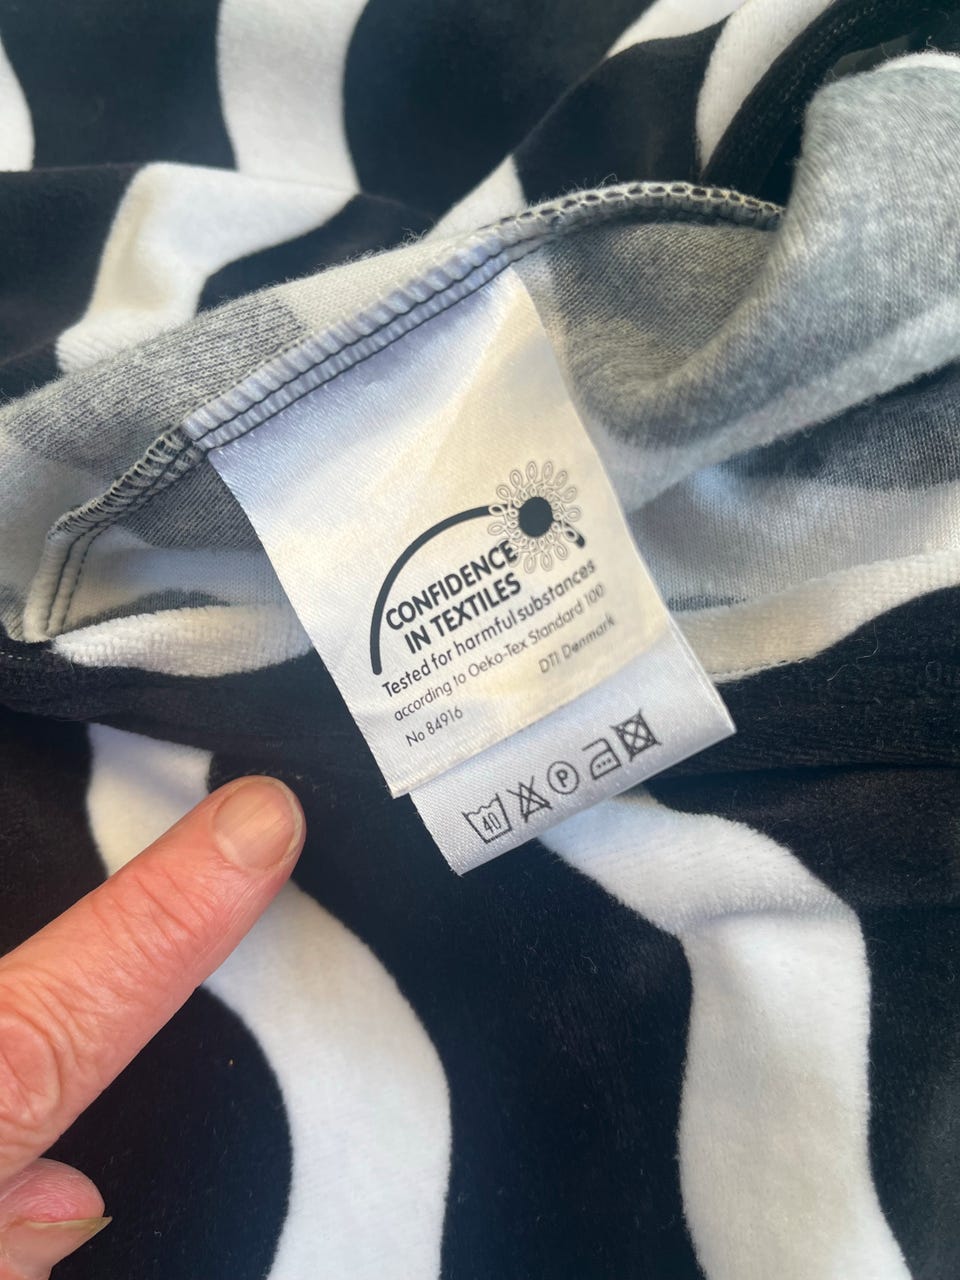 CONFIDENCE
IN TEXTILES
Tested for harmful substances
according to Oeko-Tex Standard 100
No 84916
DTI Denmark
40
P